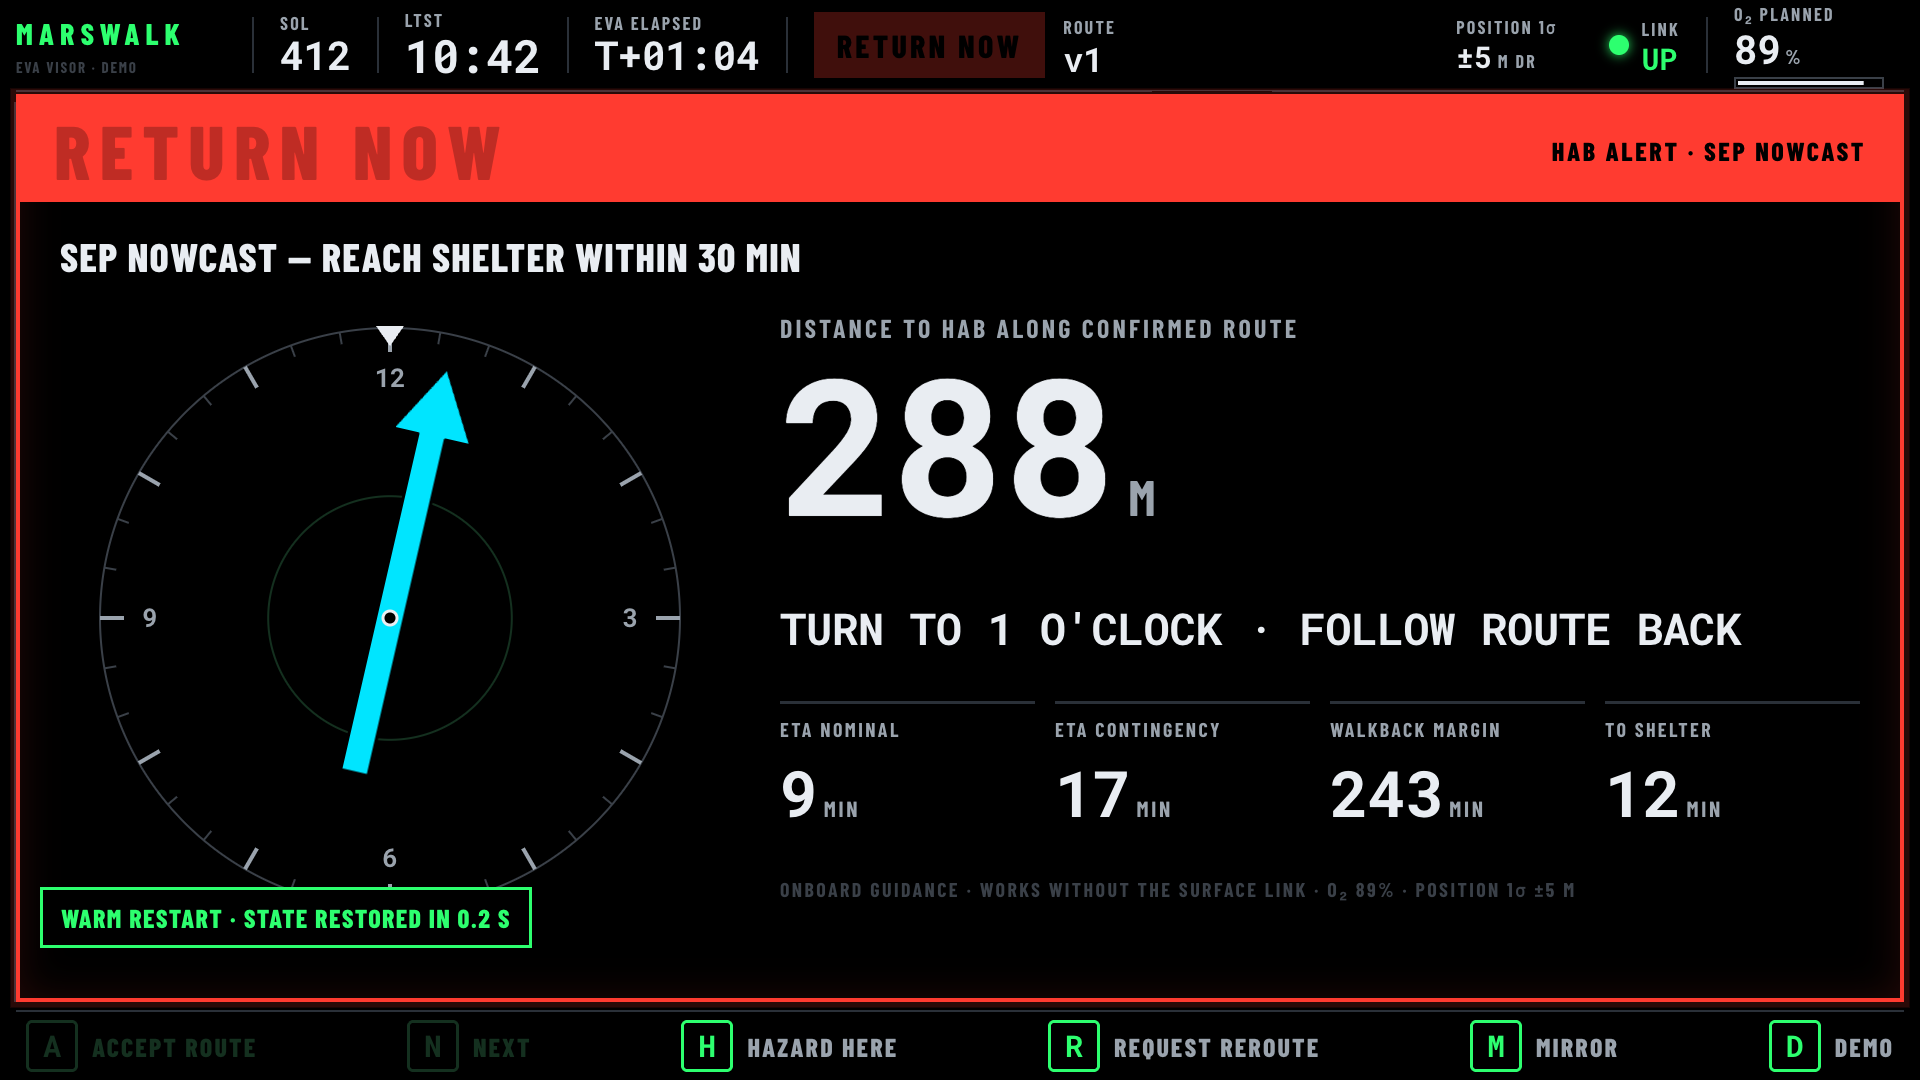 MARSWALK
EVA VISOR · DEMO
SOL
412
LTST
10:42
EVA ELAPSED
T+01:04
RETURN NOW
ROUTE
v1
POSITION 1σ
±5 M DR
LINK
UP
O₂ PLANNED
89 %
RETURN NOW
HAB ALERT · SEP NOWCAST
SEP NOWCAST — REACH SHELTER WITHIN 30 MIN
12
9
3
6
DISTANCE TO HAB ALONG CONFIRMED ROUTE
288 M
TURN TO 1 O'CLOCK · FOLLOW ROUTE BACK
ETA NOMINAL
9 MIN
ETA CONTINGENCY
17 MIN
WALKBACK MARGIN
243 MIN
TO SHELTER
12 MIN
ONBOARD GUIDANCE · WORKS WITHOUT THE SURFACE LINK · O₂ 89% · POSITION 1σ ±5 M
WARM RESTART · STATE RESTORED IN 0.2 S
A ACCEPT ROUTE
N NEXT
H HAZARD HERE
R REQUEST REROUTE
M MIRROR
D DEMO